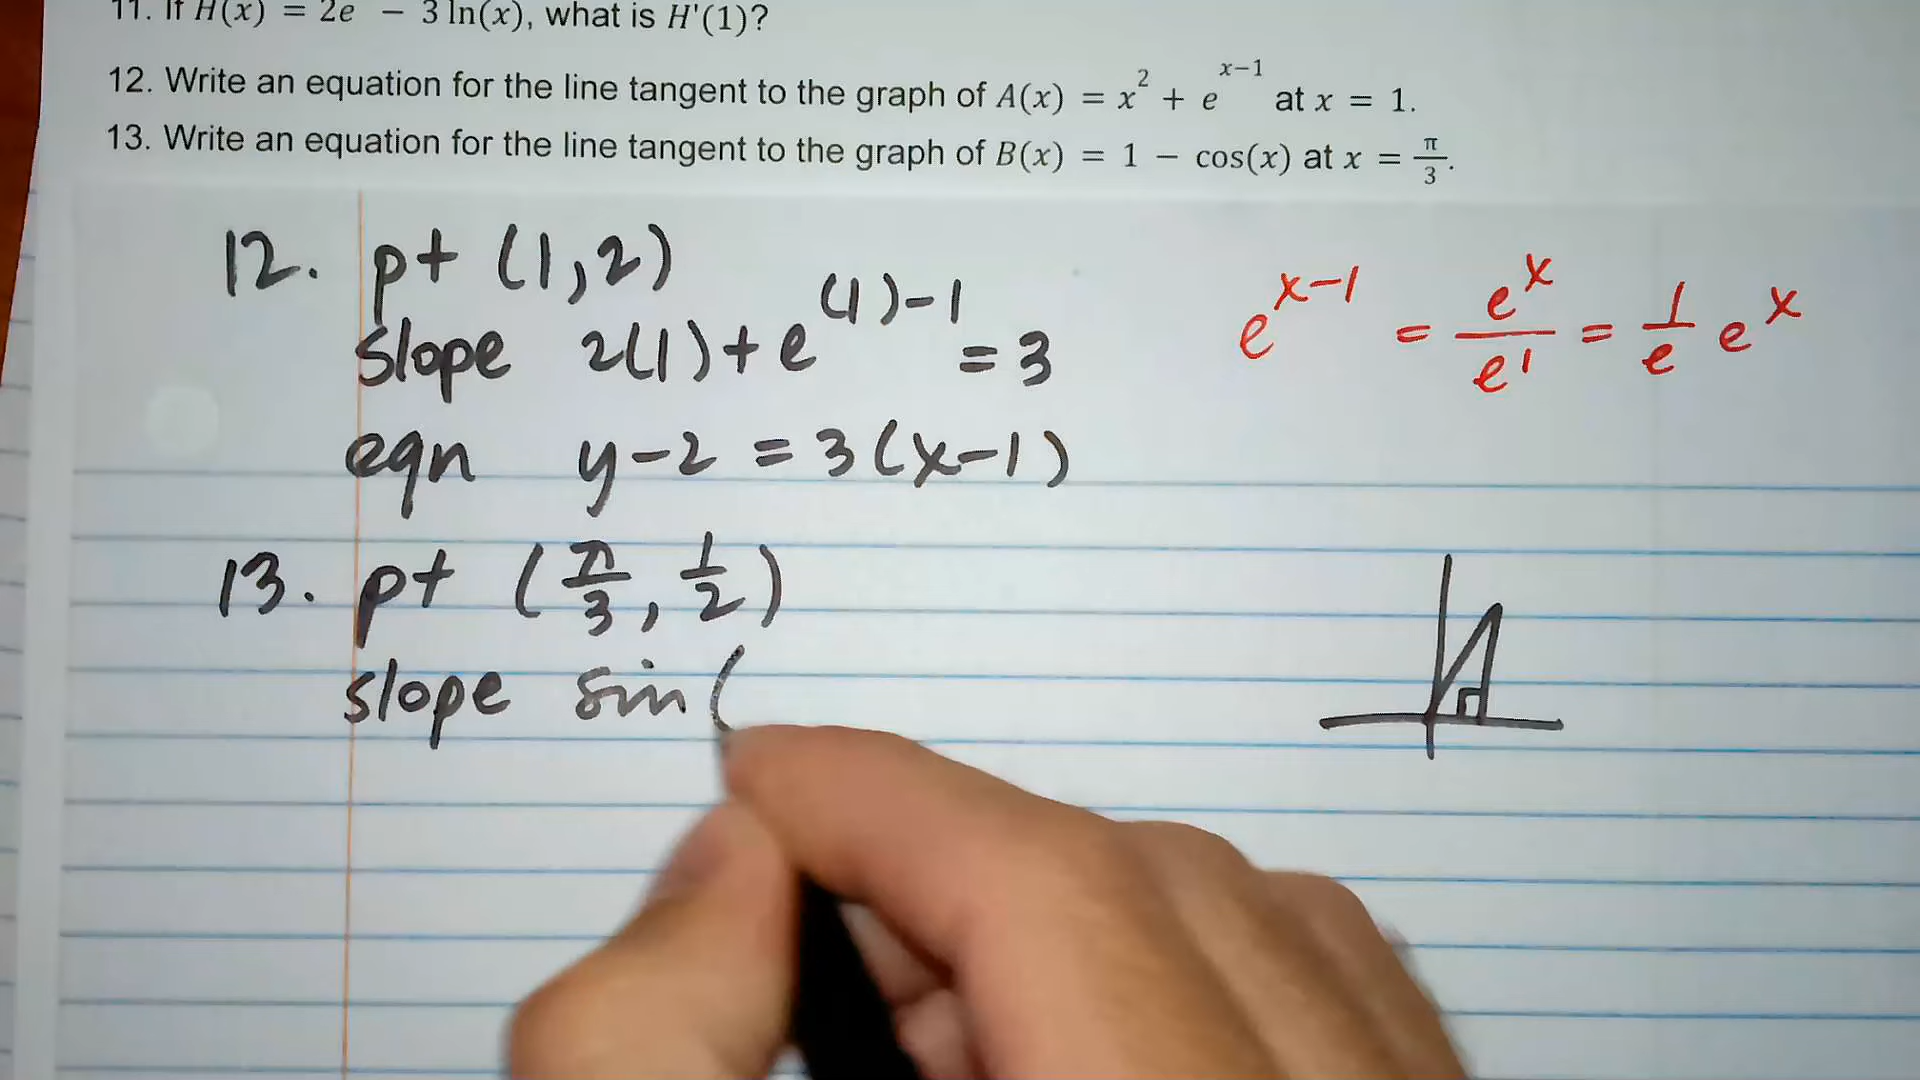 11. If H(x) = 2e − 3 ln(x), what is H'(1)?
12. Write an equation for the line tangent to the graph of A(x) = x² + e^(x−1) at x = 1.
13. Write an equation for the line tangent to the graph of B(x) = 1 − cos(x) at x = π/3.
12. pt (1,2)
slope 2(1)+e^((1)-1) = 3
eqn y-2 = 3(x-1)
e^(x-1) = e^x/e^1 = 1/e e^x
13. pt (π/3, 1/2)
slope sin(